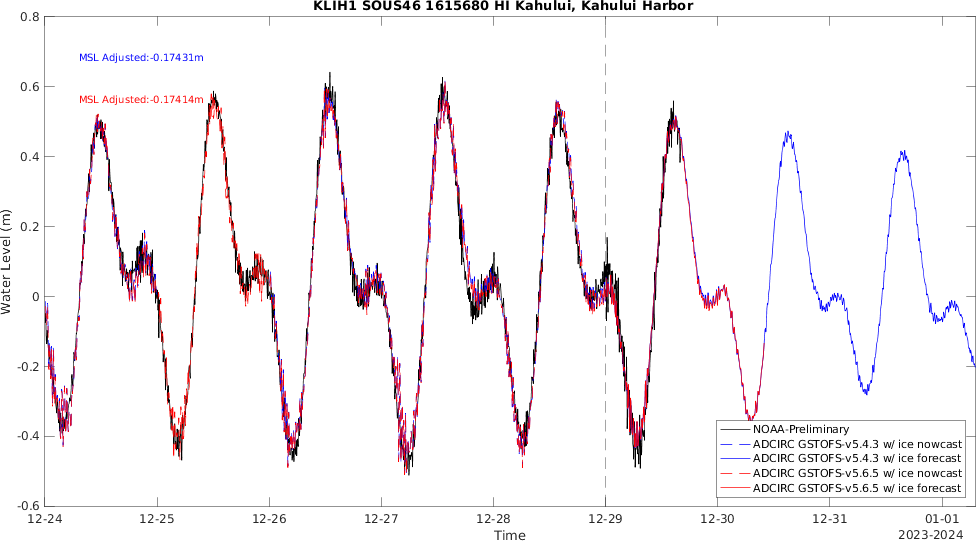 KLIH1 SOUS46 1615680 HI Kahului, Kahului Harbor
0.8
MSL Adjusted:-0.17431m
0.6
MSL Adjusted:-0.17414m
0.4
0.2
Water Level (m)
0
-0.2
-0.4
-0.6
NOAA-Preliminary
ADCIRC GSTOFS-v5.4.3 w/ ice nowcast
ADCIRC GSTOFS-v5.4.3 w/ ice forecast
ADCIRC GSTOFS-v5.6.5 w/ ice nowcast
ADCIRC GSTOFS-v5.6.5 w/ ice forecast
12-24 12-25 12-26 12-27 12-28 12-29 12-30 12-31 01-01
Time
2023-2024